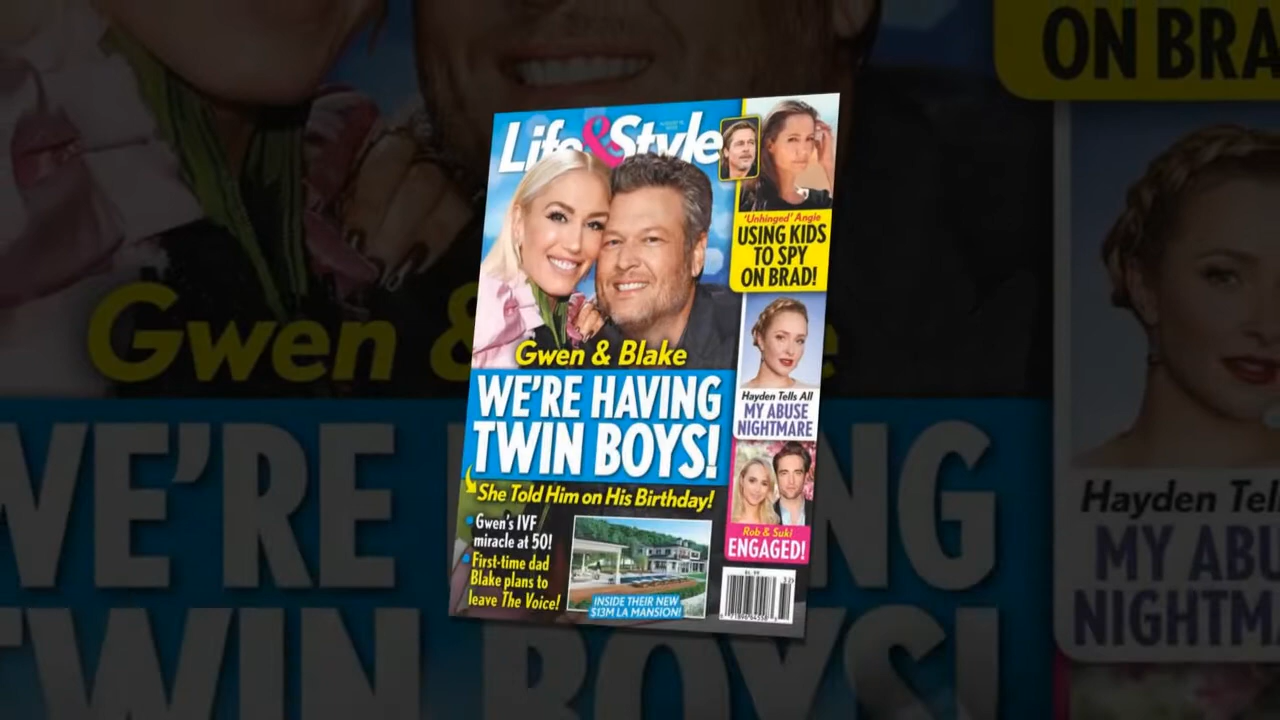 Life&Style
'Unhinged' Angie
USING KIDS
TO SPY
ON BRAD!
Gwen & Blake
WE'RE HAVING
TWIN BOYS!
She Told Him on His Birthday!
Gwen's IVF
miracle at 50!
First-time dad
Blake plans to
leave The Voice!
INSIDE THEIR NEW
$13M LA MANSION!
Hayden Tells All
MY ABUSE
NIGHTMARE
Rob & Suki
ENGAGED!
ON BRA
Gwen &
WE'RE
NG
TWIN BOYS!
Hayden Tel
MY ABU
NIGHTM